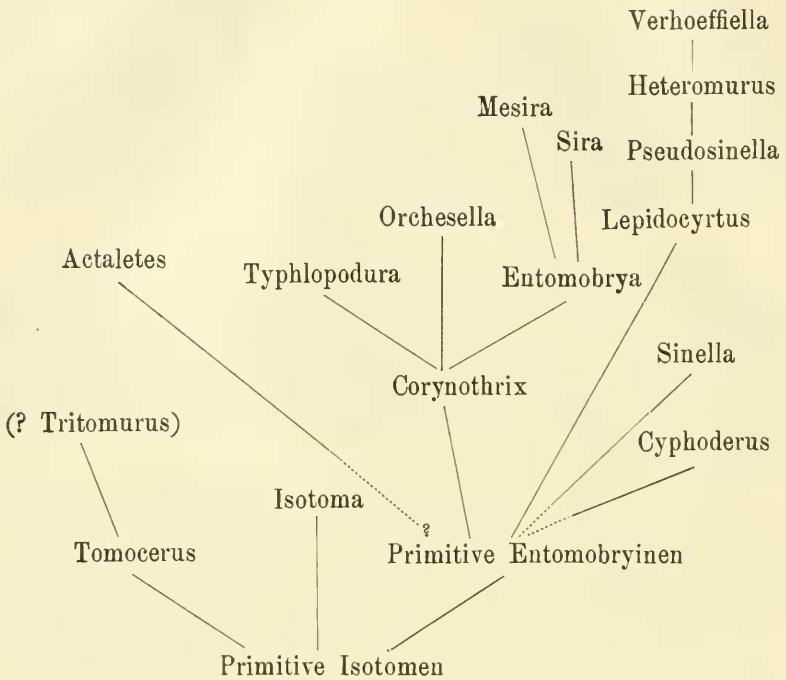 Verhoeffiella
Heteromurus
Mesira
Sira
Pseudosinella
Orchesella
Lepidocyrtus
Actaletes
Typhlopodura
Entomobrya
Sinella
Corynothrix
(? Tritomurus)
Cyphoderus
Isotoma
?
Tomocerus
Primitive Entomobryinen
Primitive Isotomen